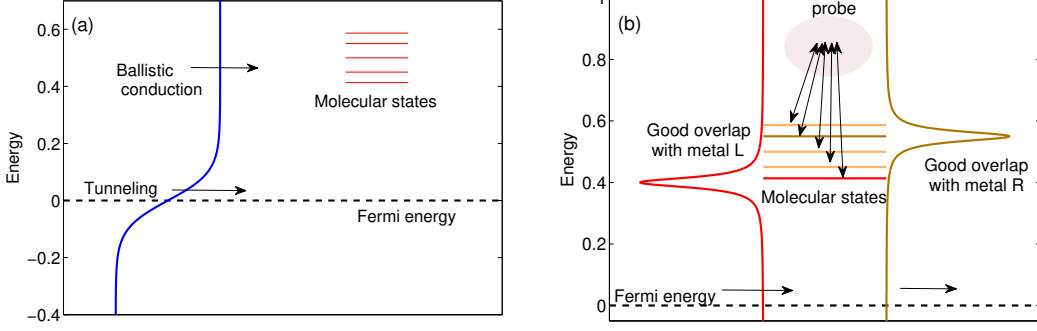 (a)
0.6
0.4
0.2
0
−0.2
−0.4
Energy
Ballistic
conduction
Molecular states
Tunneling
Fermi energy
(b)
probe
0.8
0.6
0.4
0.2
0
Energy
Good overlap
with metal L
Good overlap
with metal R
Molecular states
Fermi energy